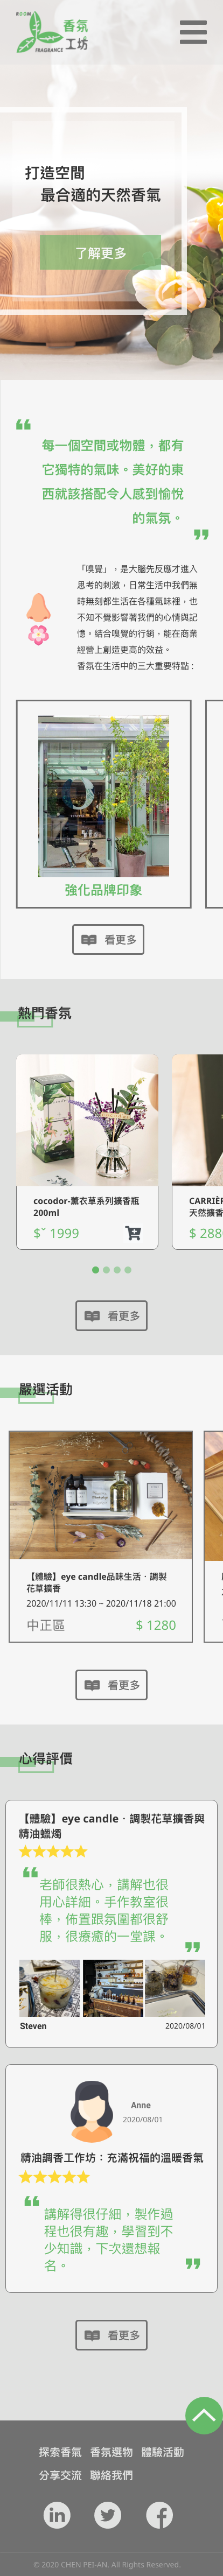 ROOM
香氛
FRAGRANCE
工坊
打造空間
最合適的天然香氣
了解更多
每一個空間或物體，都有
它獨特的氣味。美好的東
西就該搭配令人感到愉悅
的氣氛。
「嗅覺」，是大腦先反應才進入
思考的刺激，日常生活中我們無
時無刻都生活在各種氣味裡，也
不知不覺影響著我們的心情與記
憶。結合嗅覺的行銷，能在商業
經營上創造更高的效益。
香氛在生活中的三大重要特點：
強化品牌印象
看更多
熱門香氛
cocodor-薰衣草系列擴香瓶
200ml
$ˇ 1999
CARRIÈR
天然擴香
$ 288
看更多
嚴選活動
【體驗】eye candle品味生活．調製
花草擴香
2020/11/11 13:30 ~ 2020/11/18 21:00
中正區
$ 1280
看更多
心得評價
【體驗】eye candle．調製花草擴香與
精油蠟燭
老師很熱心，講解也很
用心詳細。手作教室很
棒，佈置跟氛圍都很舒
服，很療癒的一堂課。
Steven
2020/08/01
Anne
2020/08/01
精油調香工作坊：充滿祝福的溫暖香氣
講解得很仔細，製作過
程也很有趣，學習到不
少知識，下次還想報
名。
看更多
探索香氣 香氛選物 體驗活動
分享交流 聯絡我們
© 2020 CHEN PEI-AN. All Rights Reserved.